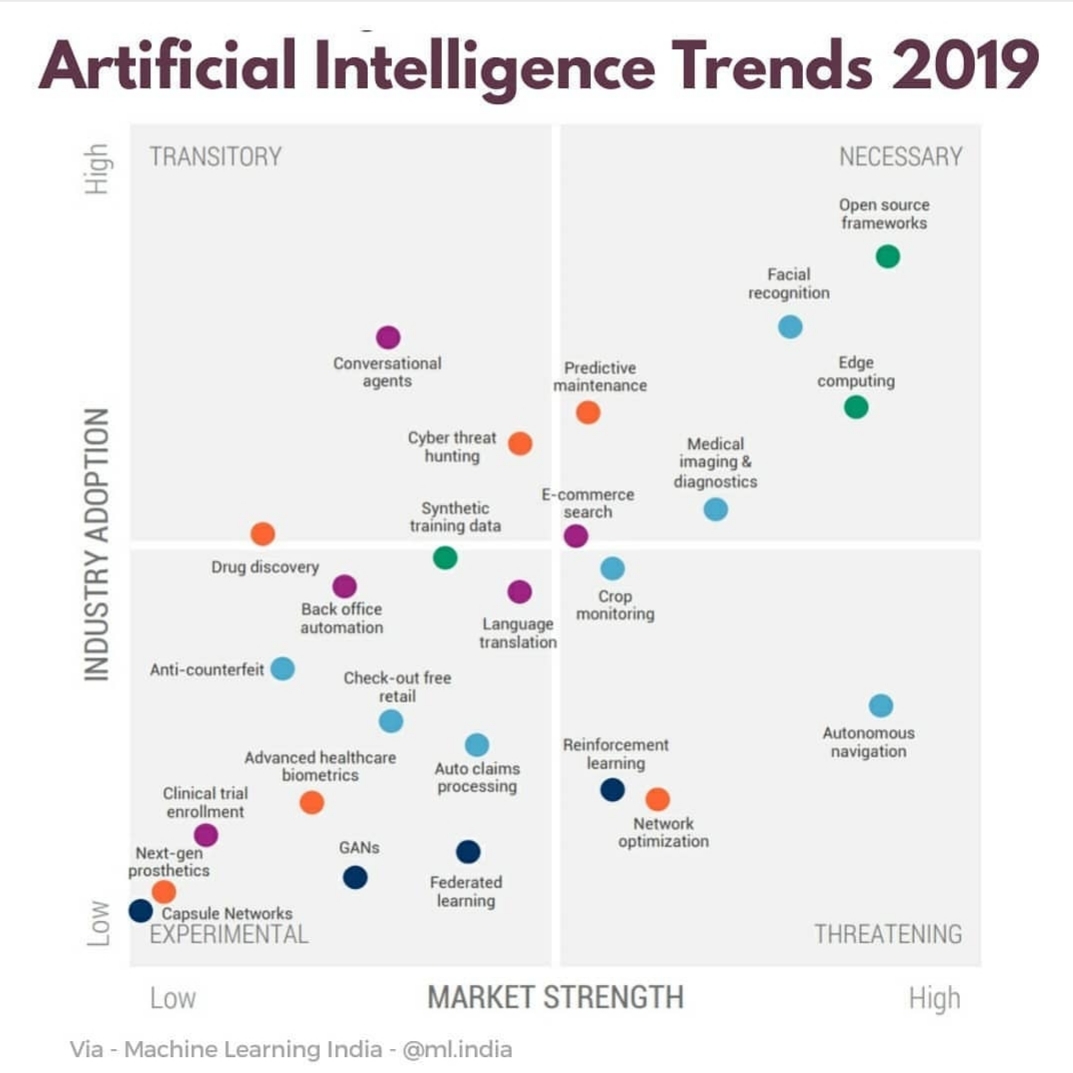 Artificial Intelligence Trends 2019
High
TRANSITORY
NECESSARY
Open source
frameworks
Facial
recognition
Conversational
agents
Predictive
maintenance
Edge
computing
Cyber threat
hunting
Medical
imaging &
diagnostics
E-commerce
search
Synthetic
training data
INDUSTRY ADOPTION
Drug discovery
Back office
automation
Language
translation
Crop
monitoring
Anti-counterfeit
Check-out free
retail
Autonomous
navigation
Advanced healthcare
biometrics
Auto claims
processing
Reinforcement
learning
Clinical trial
enrollment
Network
optimization
Next-gen
prosthetics
GANs
Federated
learning
Capsule Networks
Low
EXPERIMENTAL
THREATENING
Low
MARKET STRENGTH
High
Via - Machine Learning India - @ml.india